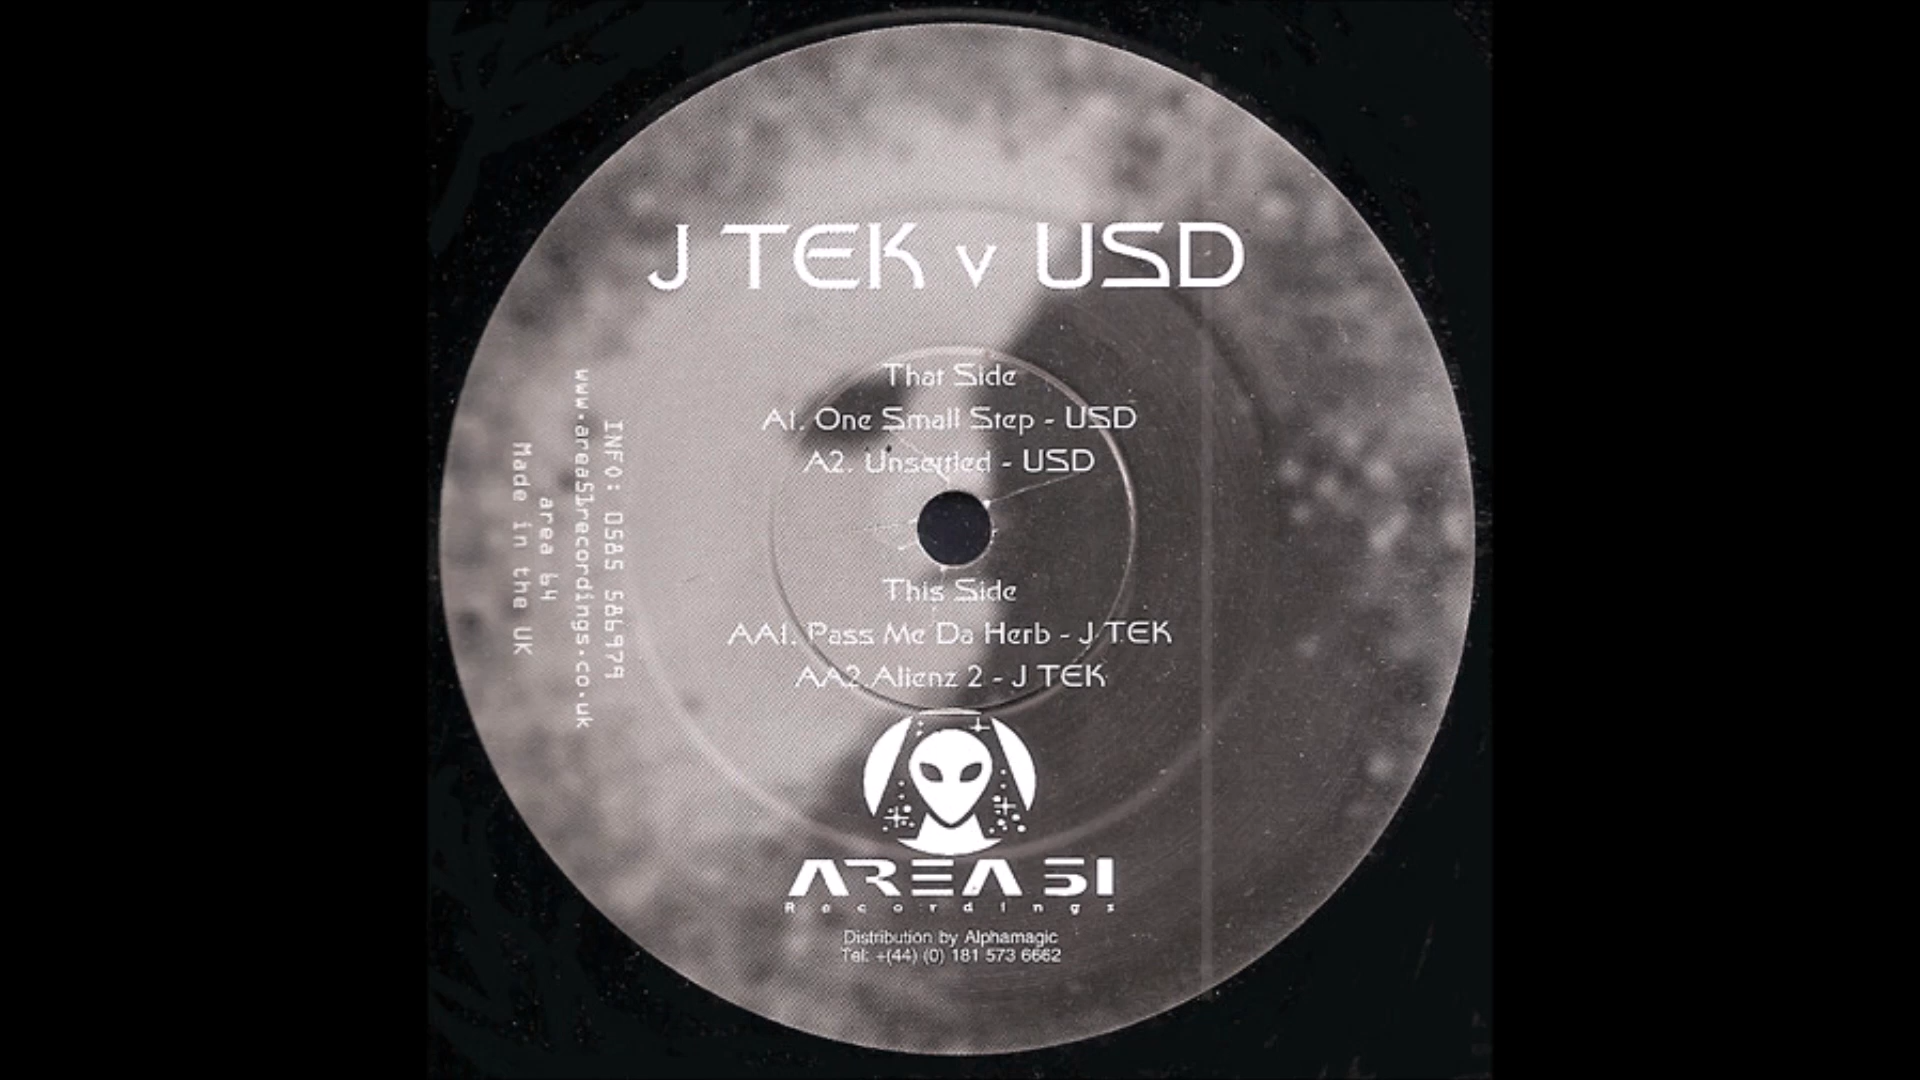 J TEK v USD
That Side
A1. One Small Step - USD
A2. Unsettled - USD
This Side
AA1. Pass Me Da Herb - J TEK
AA2.Alienz 2 - J TEK
AREA 51
Recordings
Distribution by Alphamagic
Tel: +(44) (0) 181 573 6662
INFO: 0585 586979
www.area51recordings.co.uk
area 64
Made in the UK